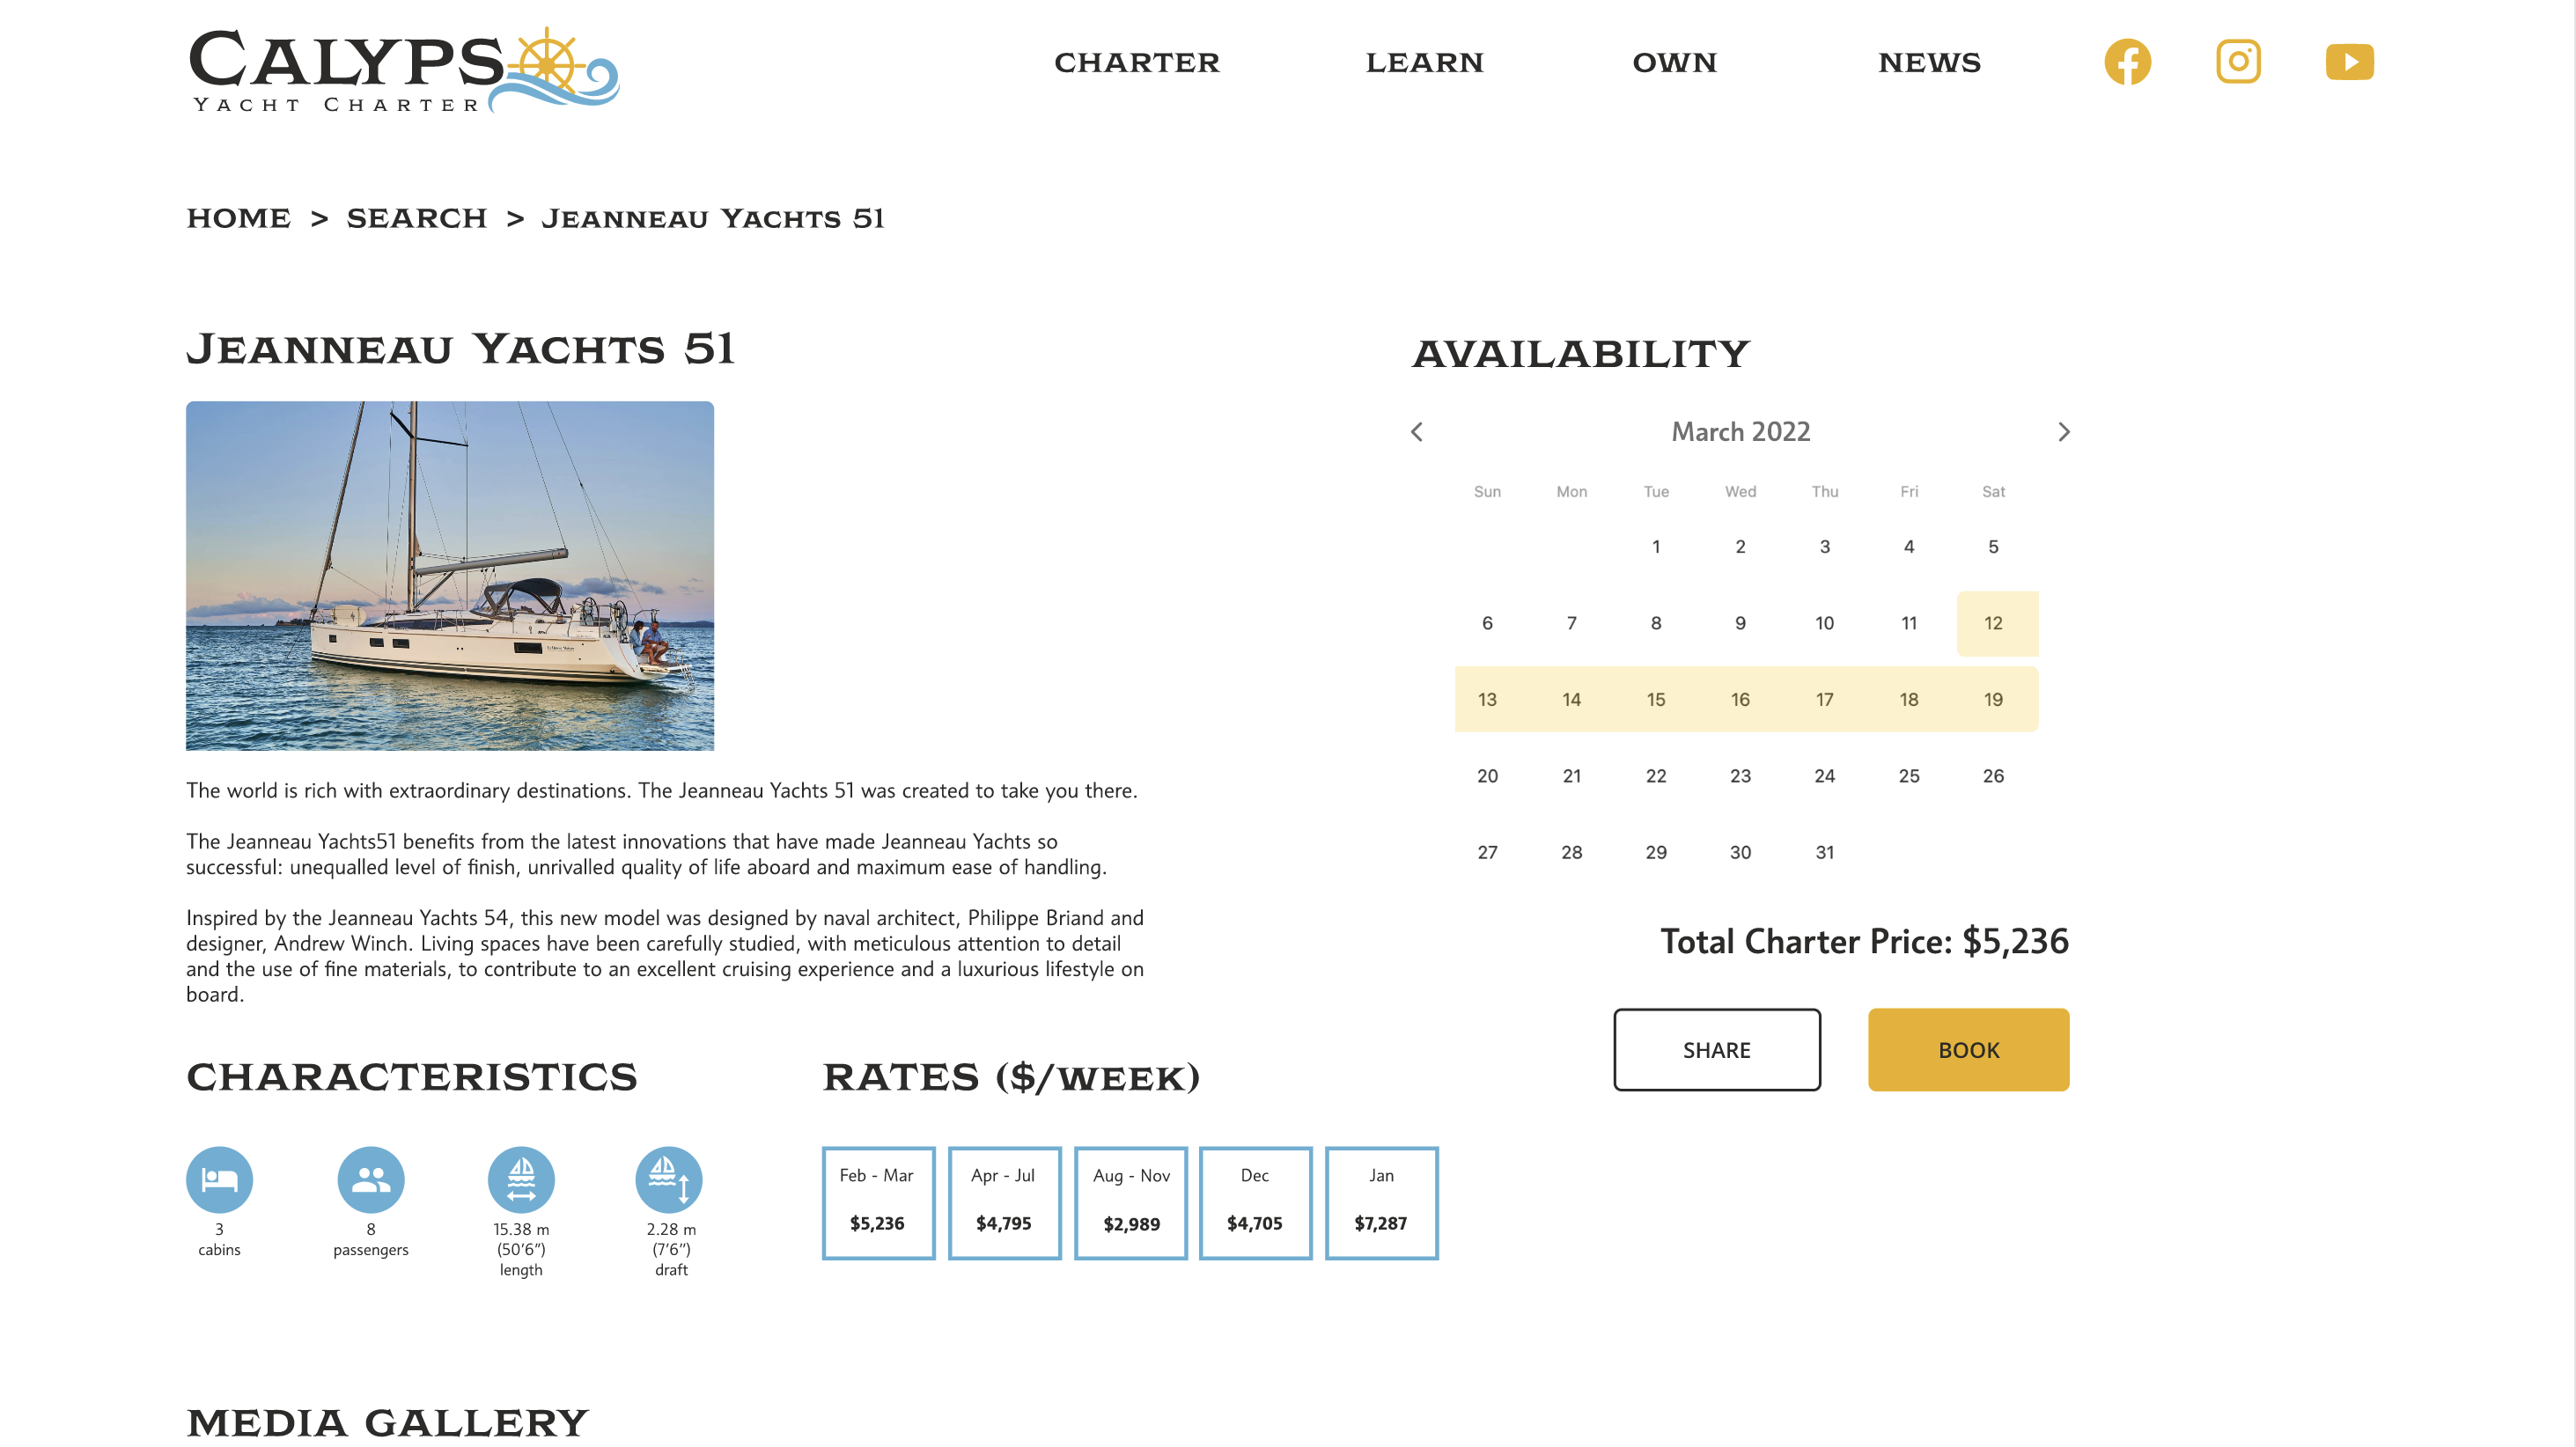 CALYPS
YACHT CHARTER
CHARTER
LEARN
OWN
NEWS
HOME > SEARCH > JEANNEAU YACHTS 51
JEANNEAU YACHTS 51
The world is rich with extraordinary destinations. The Jeanneau Yachts 51 was created to take you there.
The Jeanneau Yachts51 benefits from the latest innovations that have made Jeanneau Yachts so
successful: unequalled level of finish, unrivalled quality of life aboard and maximum ease of handling.
Inspired by the Jeanneau Yachts 54, this new model was designed by naval architect, Philippe Briand and
designer, Andrew Winch. Living spaces have been carefully studied, with meticulous attention to detail
and the use of fine materials, to contribute to an excellent cruising experience and a luxurious lifestyle on
board.
AVAILABILITY
< March 2022 >
Sun Mon Tue Wed Thu Fri Sat
1 2 3 4 5
6 7 8 9 10 11 12
13 14 15 16 17 18 19
20 21 22 23 24 25 26
27 28 29 30 31
Total Charter Price: $5,236
SHARE
BOOK
CHARACTERISTICS
3
cabins
8
passengers
15.38 m
(50'6")
length
2.28 m
(7'6")
draft
RATES ($/WEEK)
Feb - Mar
$5,236
Apr - Jul
$4,795
Aug - Nov
$2,989
Dec
$4,705
Jan
$7,287
MEDIA GALLERY